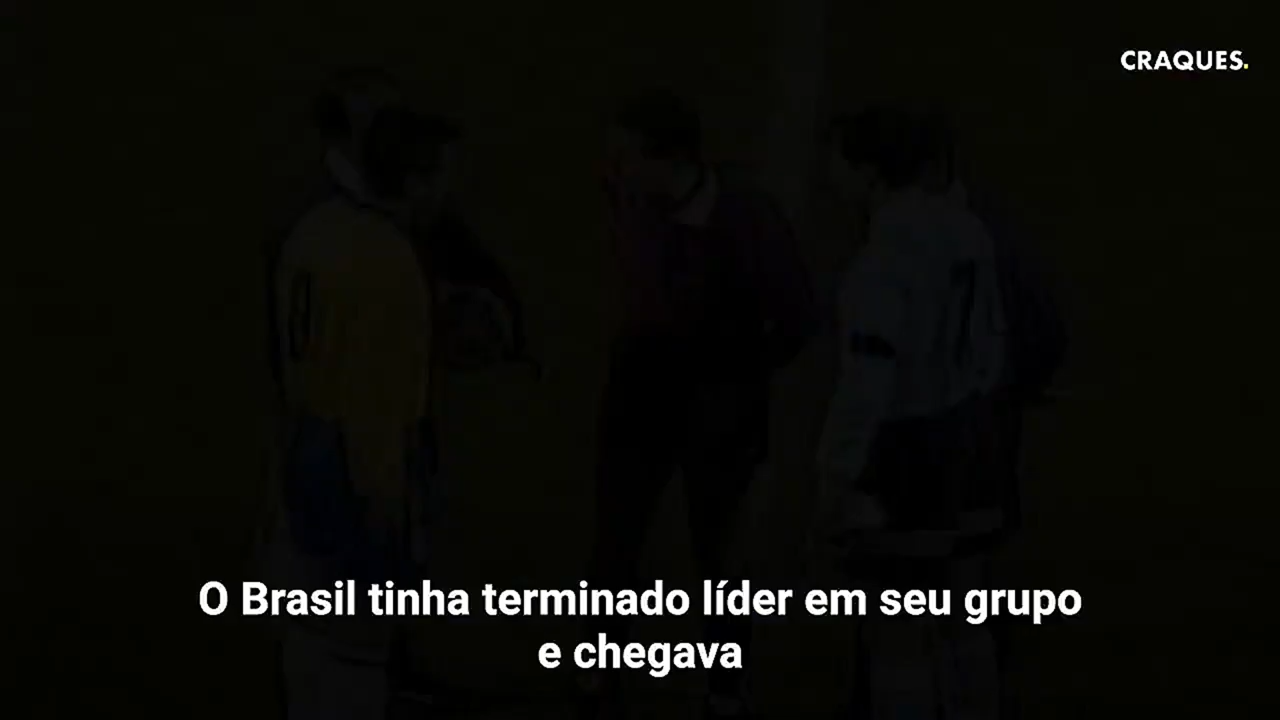 CRAQUES.
O Brasil tinha terminado líder em seu grupo
e chegava